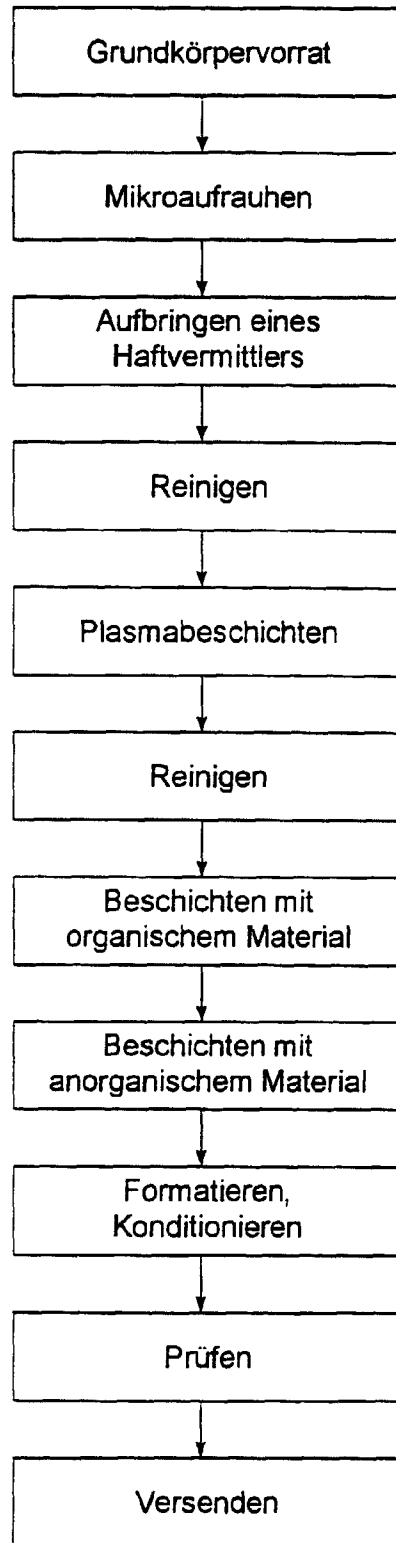 Grundkörpervorrat
Mikroaufrauhen
Aufbringen eines
Haftvermittlers
Reinigen
Plasmabeschichten
Reinigen
Beschichten mit
organischem Material
Beschichten mit
anorganischem Material
Formatieren,
Konditionieren
Prüfen
Versenden